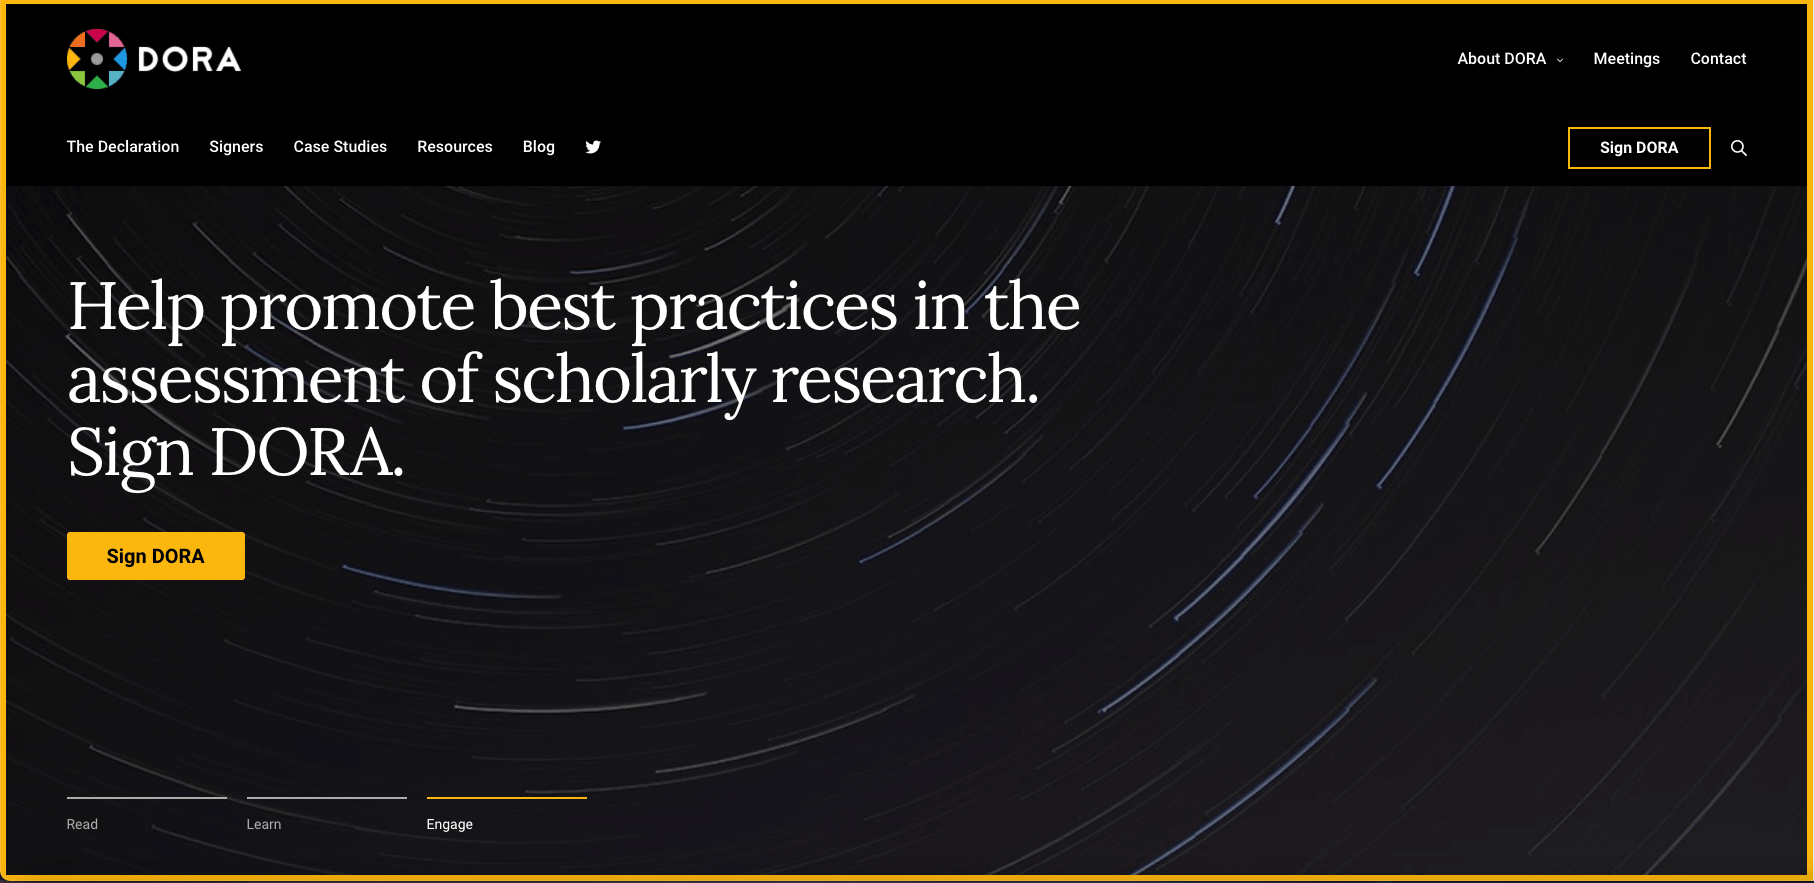 DORA
About DORA
Meetings
Contact
The Declaration
Signers
Case Studies
Resources
Blog
Sign DORA
Help promote best practices in the
assessment of scholarly research.
Sign DORA.
Sign DORA
Read
Learn
Engage